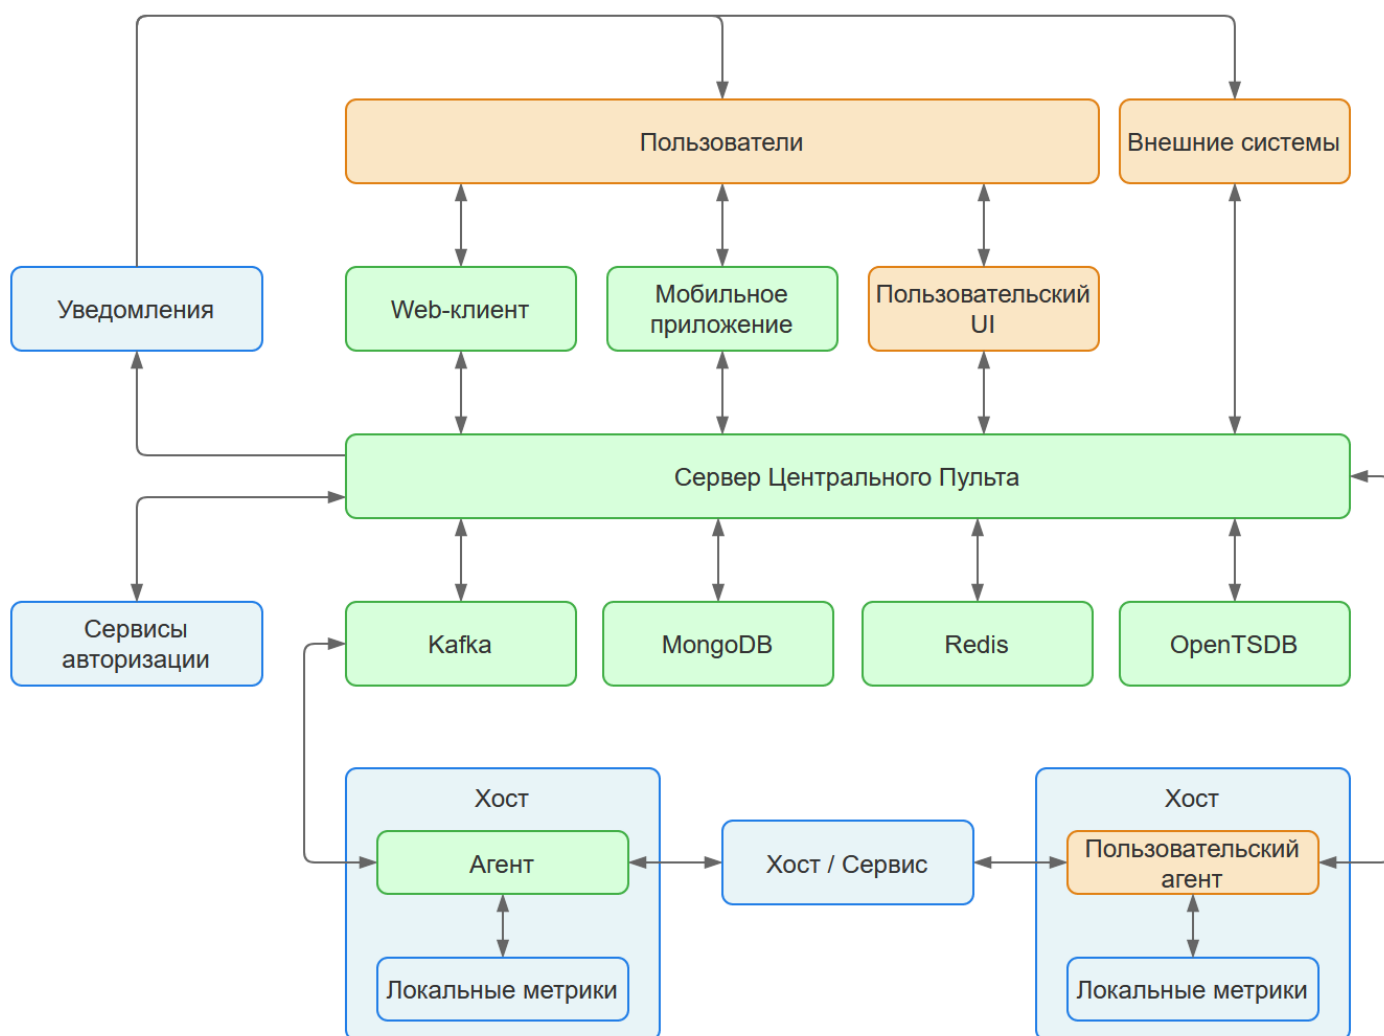 Пользователи
Внешние системы
Уведомления
Web-клиент
Мобильное
приложение
Пользовательский
UI
Сервер Центрального Пульта
Сервисы
авторизации
Kafka
MongoDB
Redis
OpenTSDB
Хост
Агент
Локальные метрики
Хост / Сервис
Хост
Пользовательский
агент
Локальные метрики